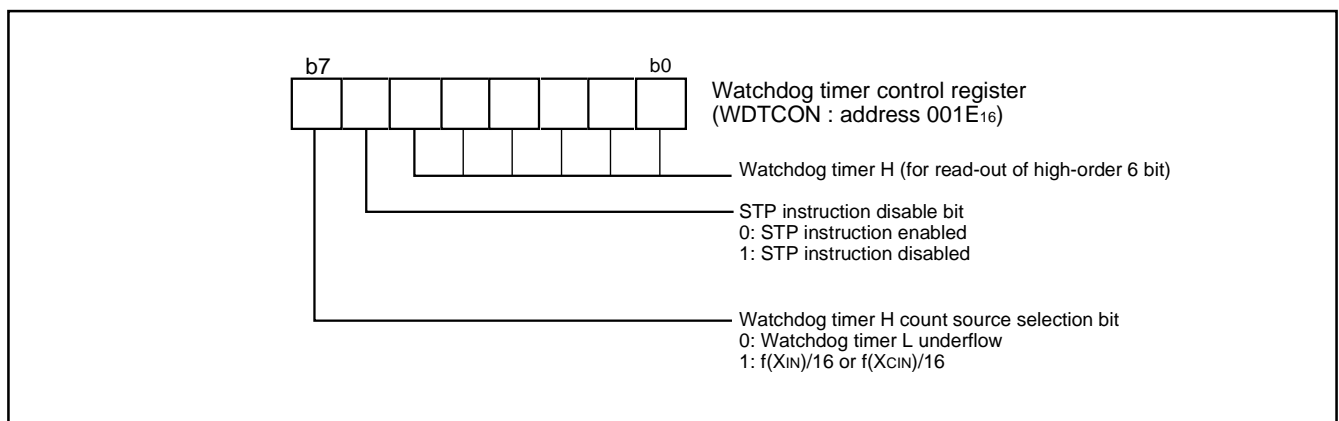 b7
b0
Watchdog timer control register
(WDTCON : address 001E16)
Watchdog timer H (for read-out of high-order 6 bit)
STP instruction disable bit
0: STP instruction enabled
1: STP instruction disabled
Watchdog timer H count source selection bit
0: Watchdog timer L underflow
1: f(XIN)/16 or f(XCIN)/16